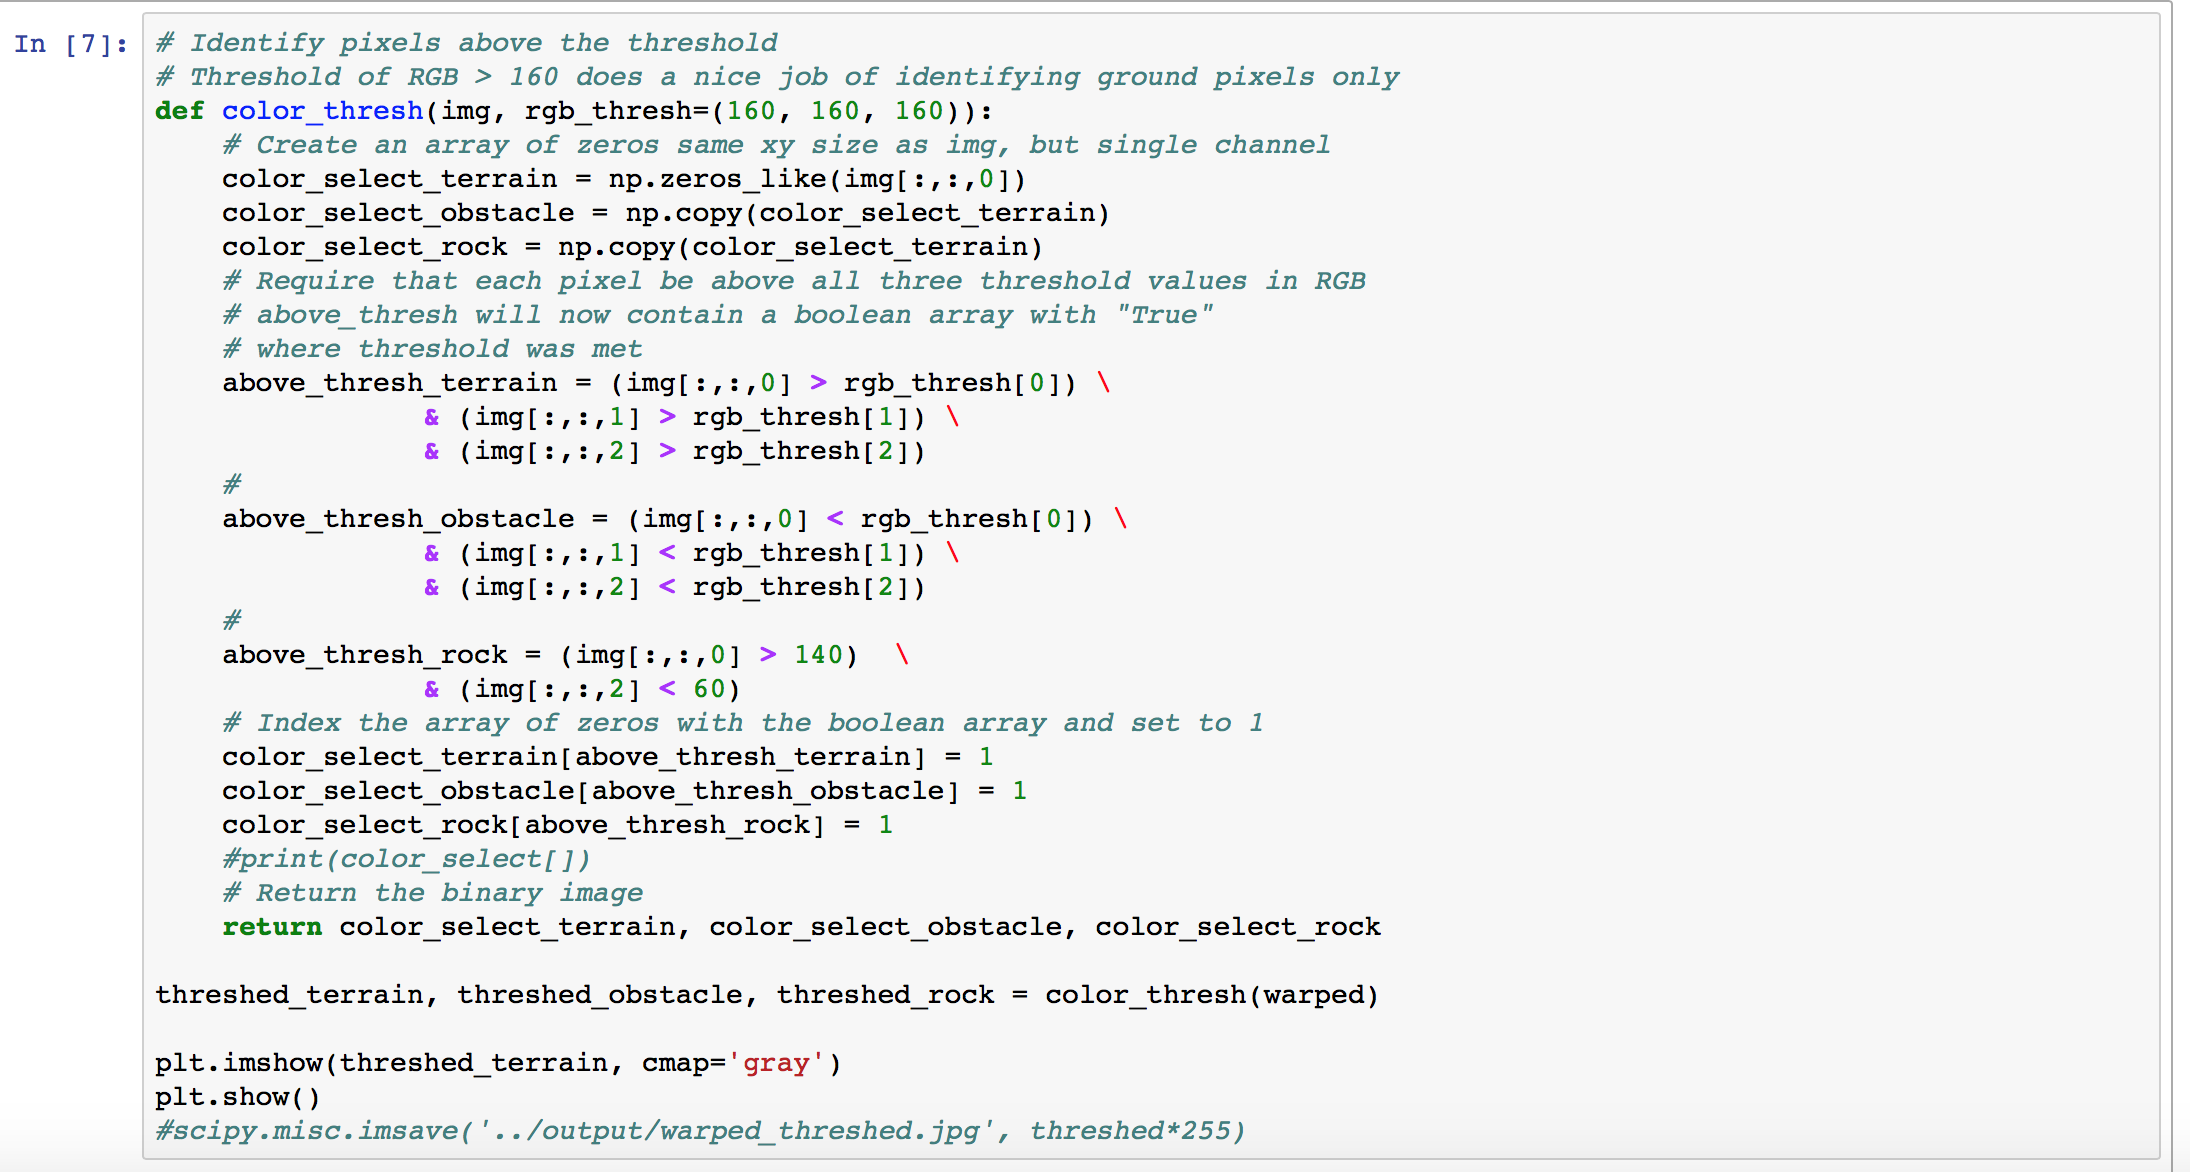 In [7]:
# Identify pixels above the threshold
# Threshold of RGB > 160 does a nice job of identifying ground pixels only
def color_thresh(img, rgb_thresh=(160, 160, 160)):
    # Create an array of zeros same xy size as img, but single channel
    color_select_terrain = np.zeros_like(img[:,:,0])
    color_select_obstacle = np.copy(color_select_terrain)
    color_select_rock = np.copy(color_select_terrain)
    # Require that each pixel be above all three threshold values in RGB
    # above_thresh will now contain a boolean array with "True"
    # where threshold was met
    above_thresh_terrain = (img[:,:,0] > rgb_thresh[0]) \
                & (img[:,:,1] > rgb_thresh[1]) \
                & (img[:,:,2] > rgb_thresh[2])
    #
    above_thresh_obstacle = (img[:,:,0] < rgb_thresh[0]) \
                & (img[:,:,1] < rgb_thresh[1]) \
                & (img[:,:,2] < rgb_thresh[2])
    #
    above_thresh_rock = (img[:,:,0] > 140)  \
                & (img[:,:,2] < 60)
    # Index the array of zeros with the boolean array and set to 1
    color_select_terrain[above_thresh_terrain] = 1
    color_select_obstacle[above_thresh_obstacle] = 1
    color_select_rock[above_thresh_rock] = 1
    #print(color_select[])
    # Return the binary image
    return color_select_terrain, color_select_obstacle, color_select_rock

threshed_terrain, threshed_obstacle, threshed_rock = color_thresh(warped)

plt.imshow(threshed_terrain, cmap='gray')
plt.show()
#scipy.misc.imsave('../output/warped_threshed.jpg', threshed*255)